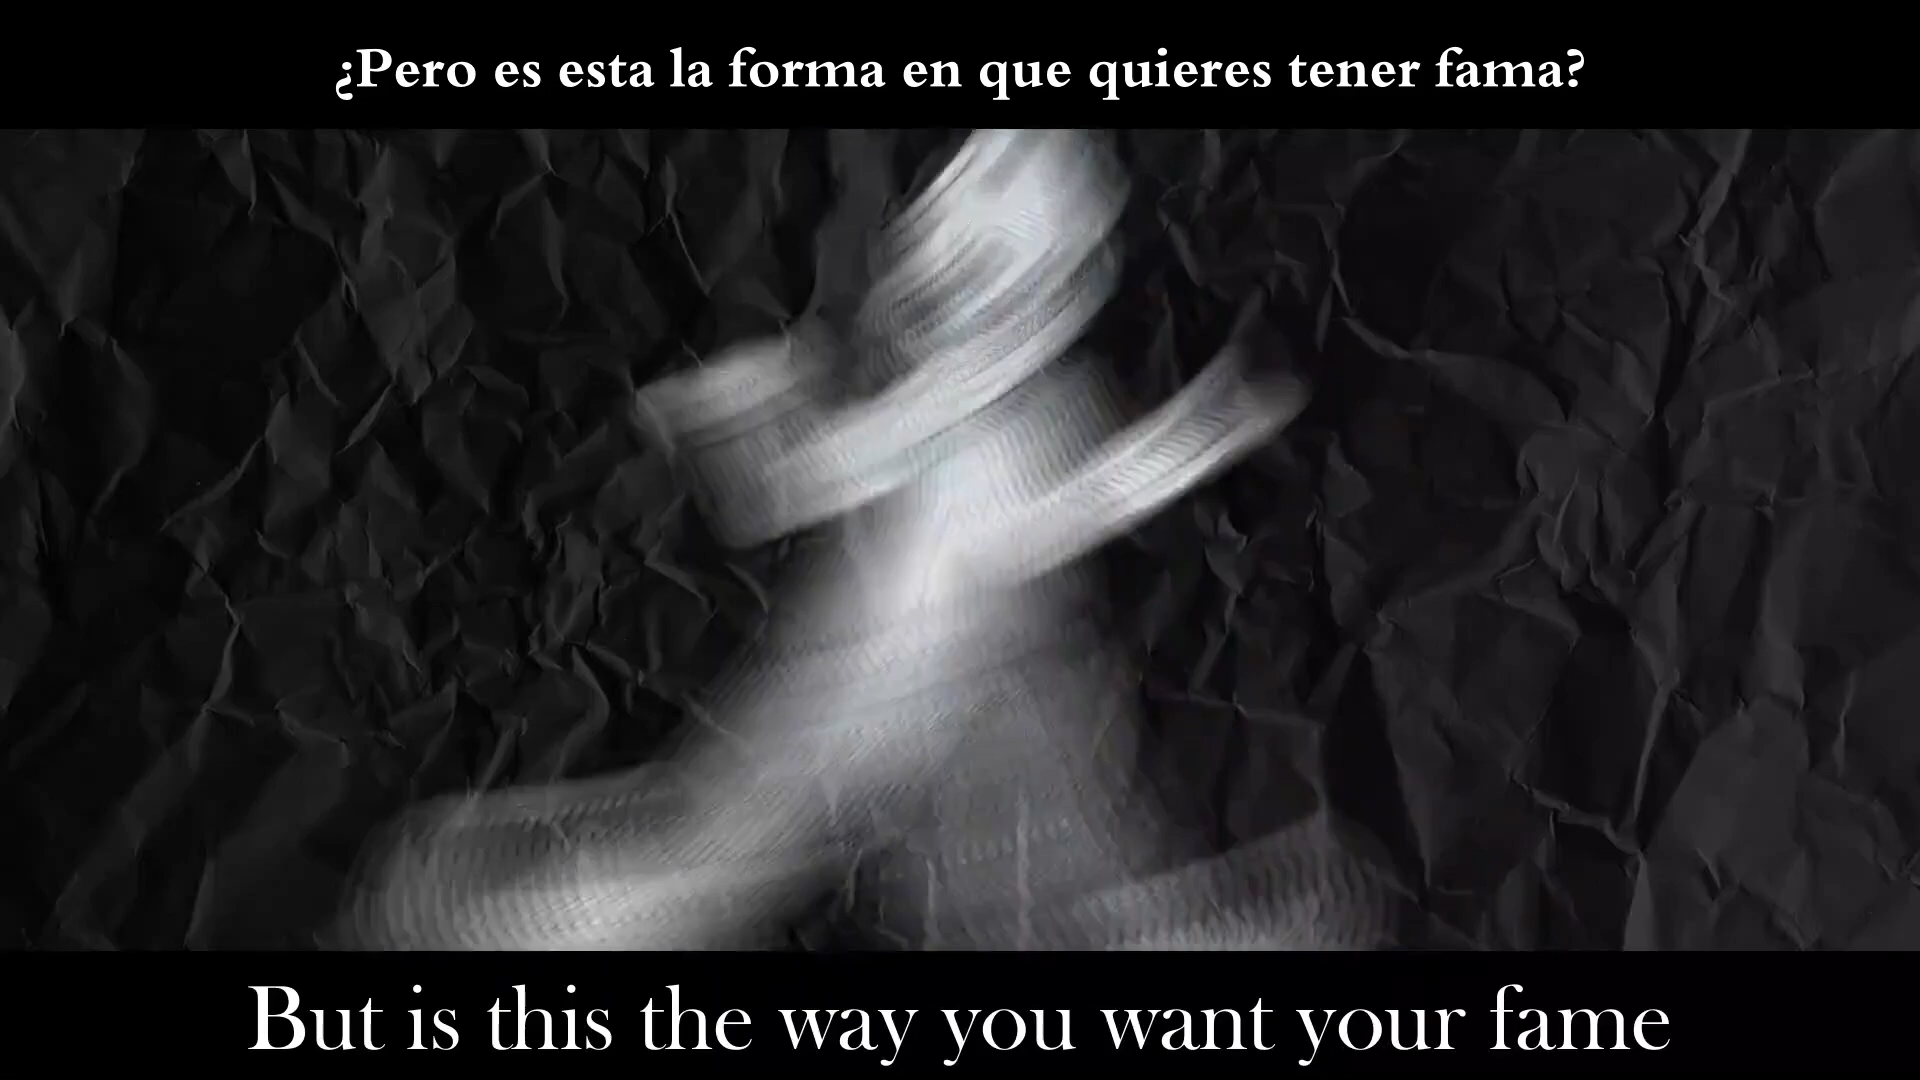 ¿Pero es esta la forma en que quieres tener fama?
But is this the way you want your fame